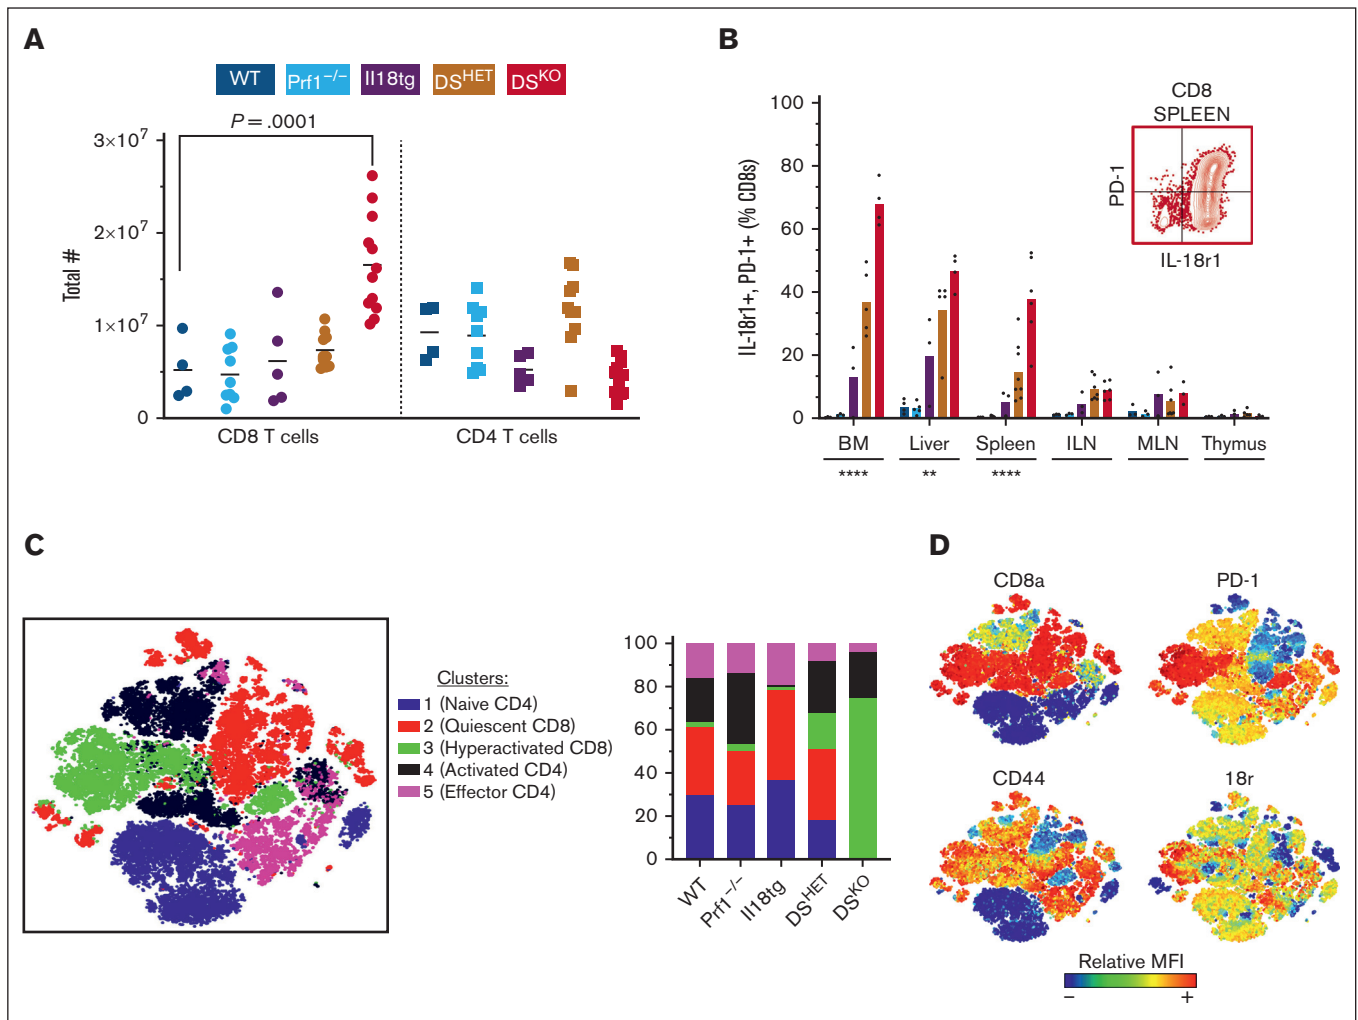 A
WT Prf1−/− Il18tg DSHET DSKO
P = .0001
3×10⁷
2×10⁷
1×10⁷
0
Total #
CD8 T cells
CD4 T cells
B
100
80
60
40
20
0
IL-18r1+, PD-1+ (% CD8s)
CD8
SPLEEN
PD-1
IL-18r1
BM Liver Spleen ILN MLN Thymus
**** ** ****
C
Clusters:
1 (Naive CD4)
2 (Quiescent CD8)
3 (Hyperactivated CD8)
4 (Activated CD4)
5 (Effector CD4)
100
80
60
40
20
0
WT
Prf1−/−
Il18tg
DSHET
DSKO
D
CD8a
PD-1
CD44
18r
Relative MFI
− +